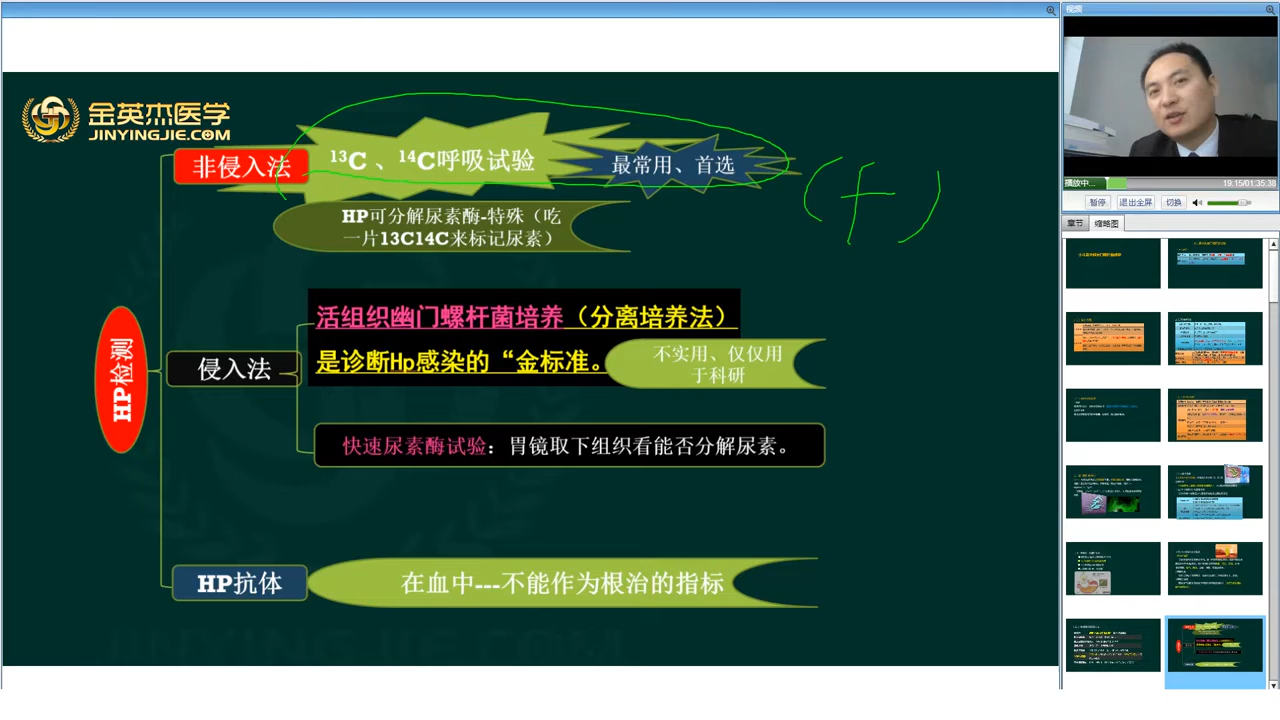 视频
金英杰医学
JINYINGJIE.COM
非侵入法
¹³C 、¹⁴C呼吸试验
最常用、首选
(+)
HP可分解尿素酶-特殊（吃
一片13C14C来标记尿素）
HP检测
侵入法
活组织幽门螺杆菌培养（分离培养法）
是诊断Hp感染的“金标准。
不实用、仅仅用
于科研
快速尿素酶试验：胃镜取下组织看能否分解尿素。
HP抗体
在血中---不能作为根治的指标
播放中...
19:15/01:35:38
暂停
退出全屏
切换
章节
缩略图